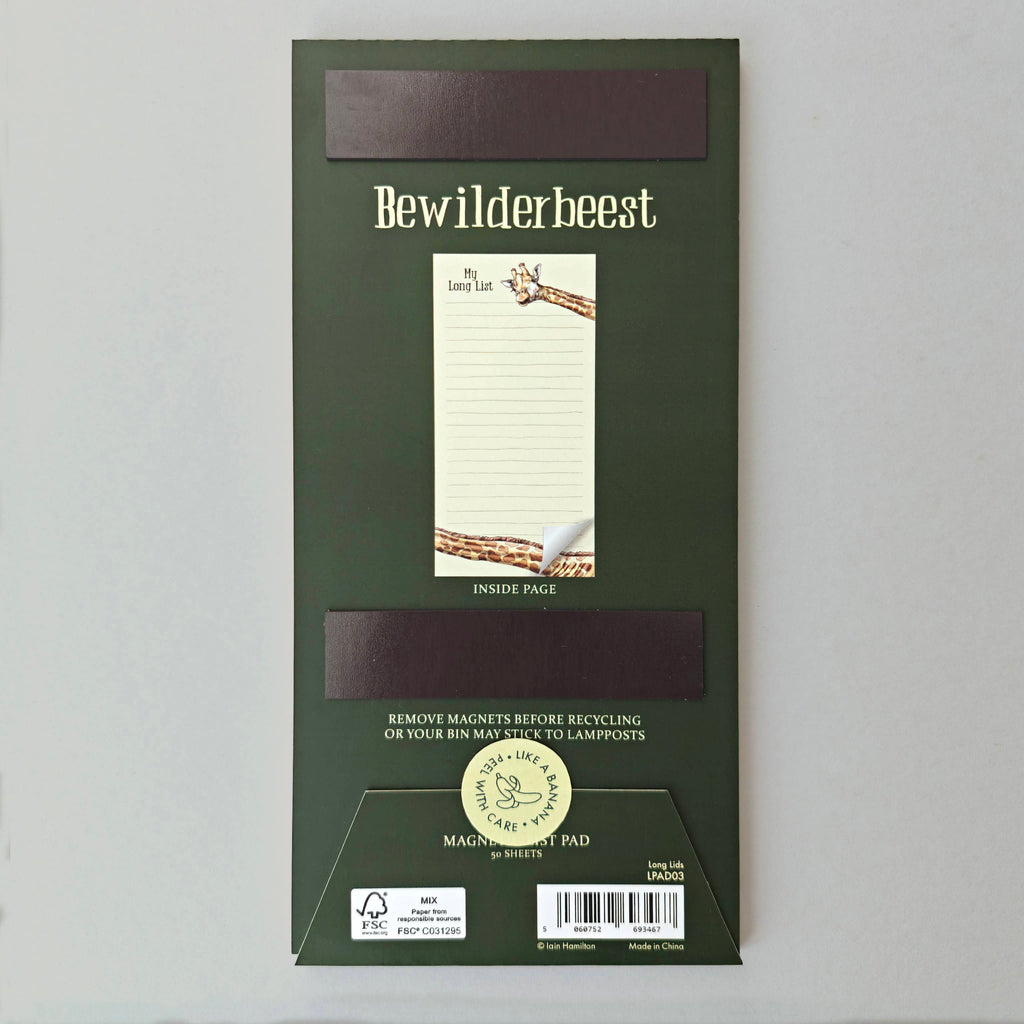 Bewilderbeest
My
Long List
INSIDE PAGE
REMOVE MAGNETS BEFORE RECYCLING
OR YOUR BIN MAY STICK TO LAMPPOSTS
LIKE A BANANA • PEEL WITH CARE •
PAD
50 SHEETS
Long Lids
LPAD03
FSC
www.fsc.org
MIX
Paper from
responsible sources
FSC® C031295
5 060752 693467
© Iain Hamilton
Made in China